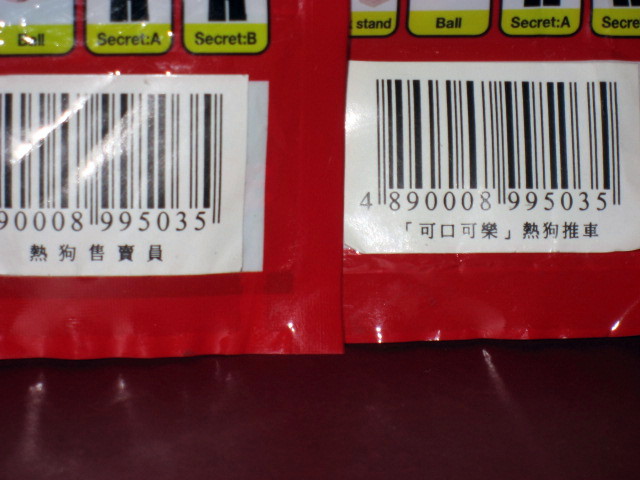 Ball Secret:A Secret:B
90008 995035
熱狗售賣員
stand Ball Secret:A Secre
4 890008 995035
「可口可樂」熱狗推車